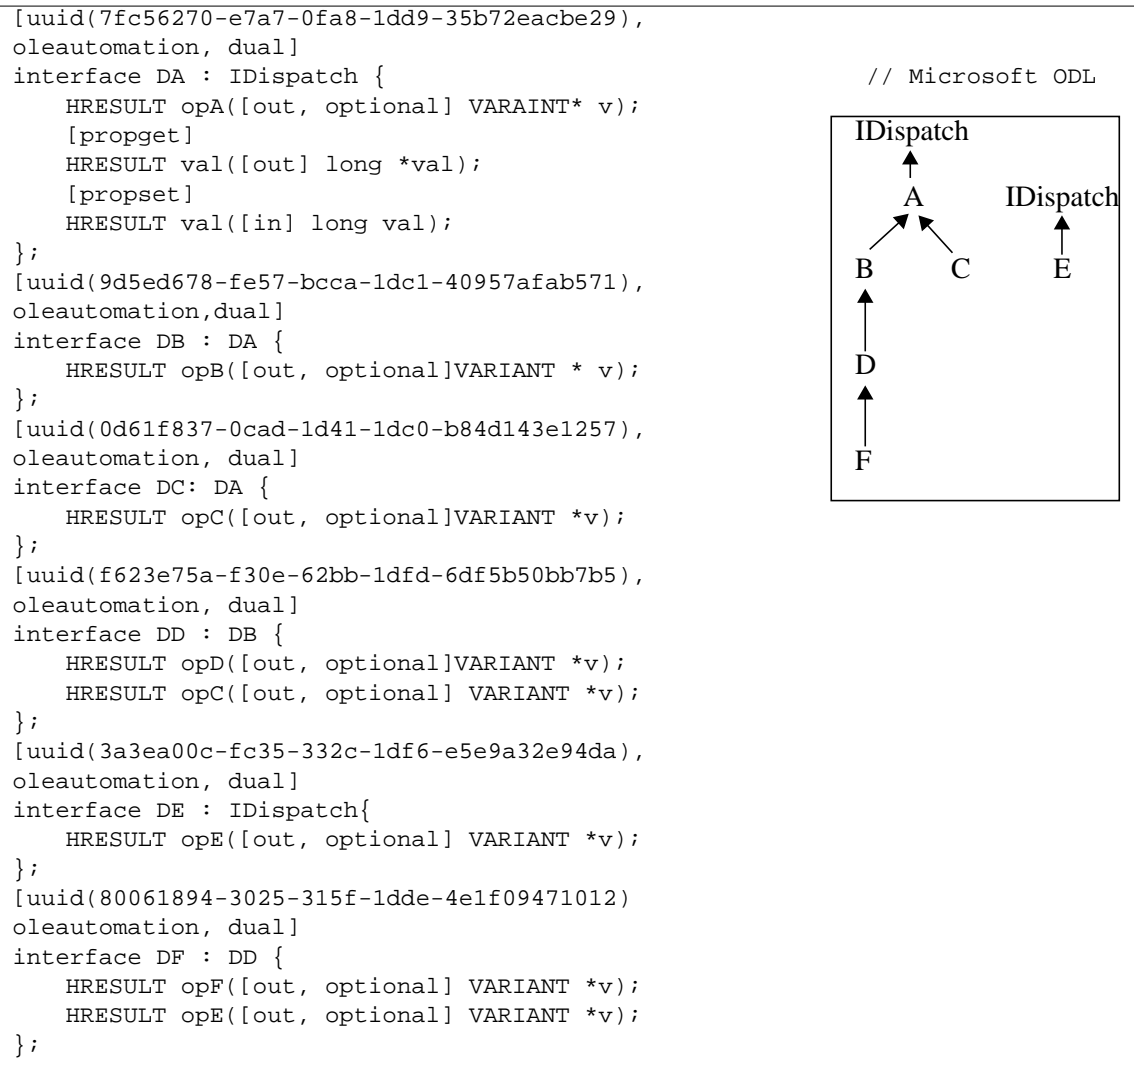 [uuid(7fc56270-e7a7-0fa8-1dd9-35b72eacbe29),
oleautomation, dual]
interface DA : IDispatch { // Microsoft ODL
HRESULT opA([out, optional] VARAINT* v);
[propget]
HRESULT val([out] long *val);
[propset]
HRESULT val([in] long val);
};
[uuid(9d5ed678-fe57-bcca-1dc1-40957afab571),
oleautomation,dual]
interface DB : DA {
HRESULT opB([out, optional]VARIANT * v);
};
[uuid(0d61f837-0cad-1d41-1dc0-b84d143e1257),
oleautomation, dual]
interface DC: DA {
HRESULT opC([out, optional]VARIANT *v);
};
[uuid(f623e75a-f30e-62bb-1dfd-6df5b50bb7b5),
oleautomation, dual]
interface DD : DB {
HRESULT opD([out, optional]VARIANT *v);
HRESULT opC([out, optional] VARIANT *v);
};
[uuid(3a3ea00c-fc35-332c-1df6-e5e9a32e94da),
oleautomation, dual]
interface DE : IDispatch{
HRESULT opE([out, optional] VARIANT *v);
};
[uuid(80061894-3025-315f-1dde-4e1f09471012)
oleautomation, dual]
interface DF : DD {
HRESULT opF([out, optional] VARIANT *v);
HRESULT opE([out, optional] VARIANT *v);
};
IDispatch
A IDispatch
B C E
D
F